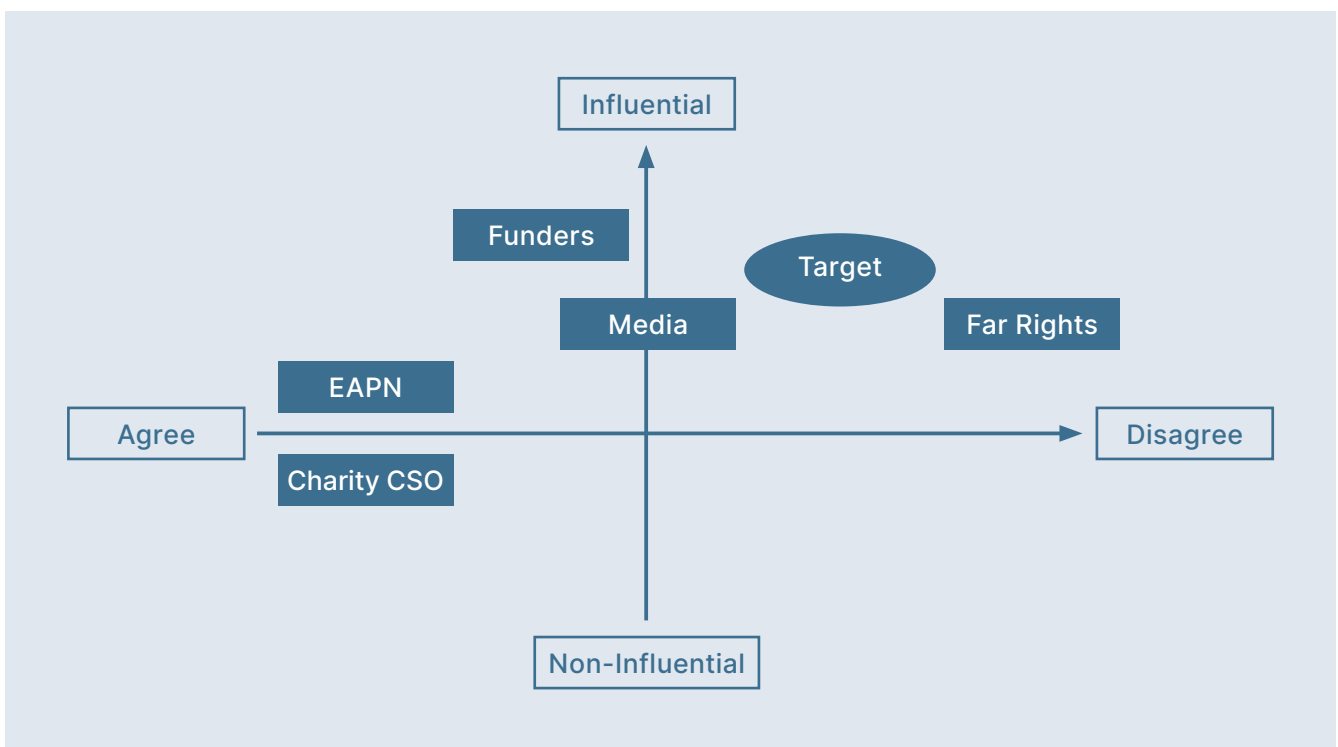 Influential
Funders
Target
Media
Far Rights
EAPN
Agree
Disagree
Charity CSO
Non-Influential